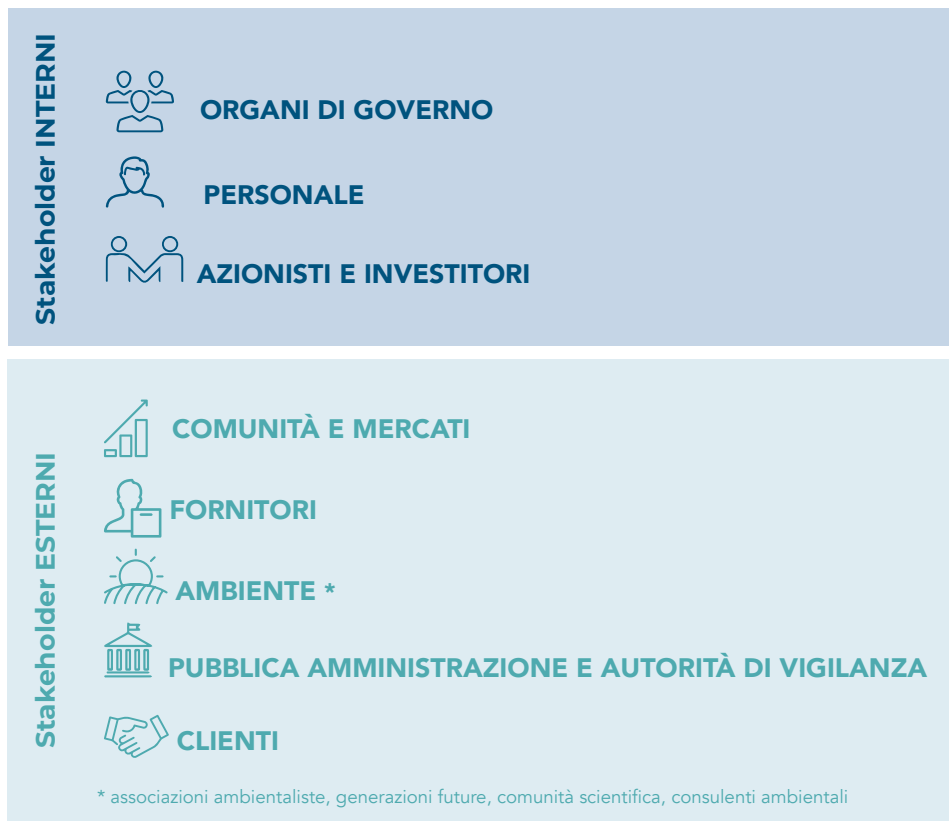 Stakeholder INTERNI
ORGANI DI GOVERNO
PERSONALE
AZIONISTI E INVESTITORI
Stakeholder ESTERNI
COMUNITÀ E MERCATI
FORNITORI
AMBIENTE *
PUBBLICA AMMINISTRAZIONE E AUTORITÀ DI VIGILANZA
CLIENTI
* associazioni ambientaliste, generazioni future, comunità scientifica, consulenti ambientali